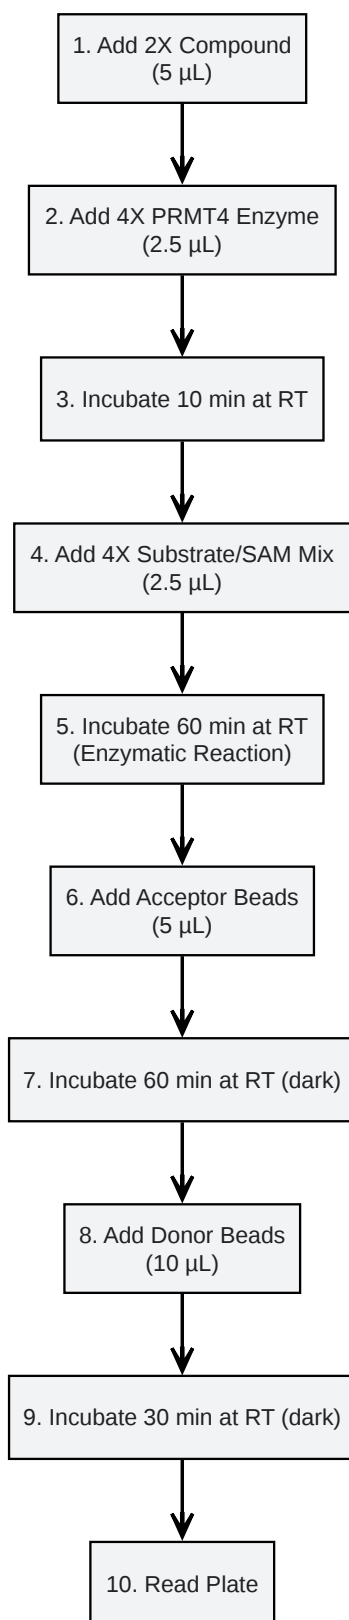 1. Add 2X Compound
(5 µL)
2. Add 4X PRMT4 Enzyme
(2.5 µL)
3. Incubate 10 min at RT
4. Add 4X Substrate/SAM Mix
(2.5 µL)
5. Incubate 60 min at RT
(Enzymatic Reaction)
6. Add Acceptor Beads
(5 µL)
7. Incubate 60 min at RT (dark)
8. Add Donor Beads
(10 µL)
9. Incubate 30 min at RT (dark)
10. Read Plate